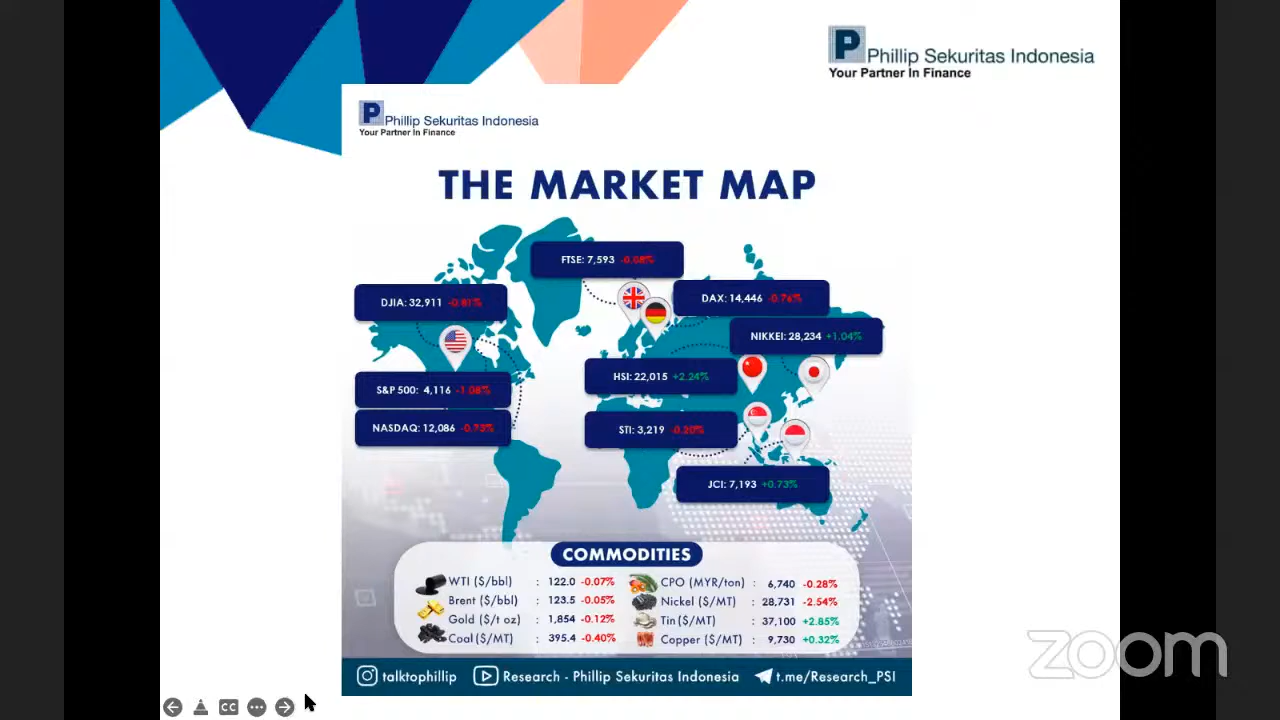 Phillip Sekuritas Indonesia
Your Partner In Finance
Phillip Sekuritas Indonesia
Your Partner In Finance
THE MARKET MAP
FTSE: 7,593 -0.08%
DJIA: 32,911 -0.81%
DAX: 14,446 -0.76%
NIKKEI: 28,234 +1.04%
HSI: 22,015 +2.24%
S&P 500: 4,116 -1.08%
NASDAQ: 12,086 -0.73%
STI: 3,219 -0.20%
JCI: 7,193 +0.73%
COMMODITIES
WTI ($/bbl) : 122.0 -0.07%
Brent ($/bbl) : 123.5 -0.05%
Gold ($/t oz) : 1,854 -0.12%
Coal ($/MT) : 395.4 -0.40%
CPO (MYR/ton) : 6,740 -0.28%
Nickel ($/MT) : 28,731 -2.54%
Tin ($/MT) : 37,100 +2.85%
Copper ($/MT) : 9,730 +0.32%
talktophillip
Research - Phillip Sekuritas Indonesia
t.me/Research_PSI
zoom
CC